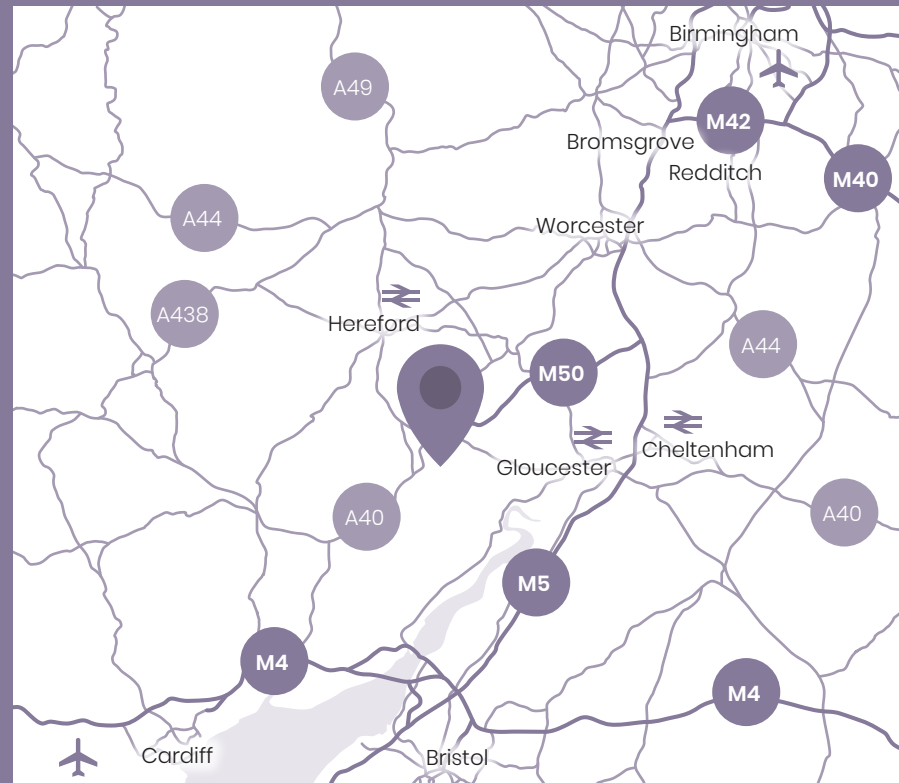 Birmingham
A49
M42
Bromsgrove
Redditch
M40
A44
Worcester
A438
Hereford
A44
M50
Cheltenham
Gloucester
A40
A40
M5
M4
M4
Cardiff
Bristol